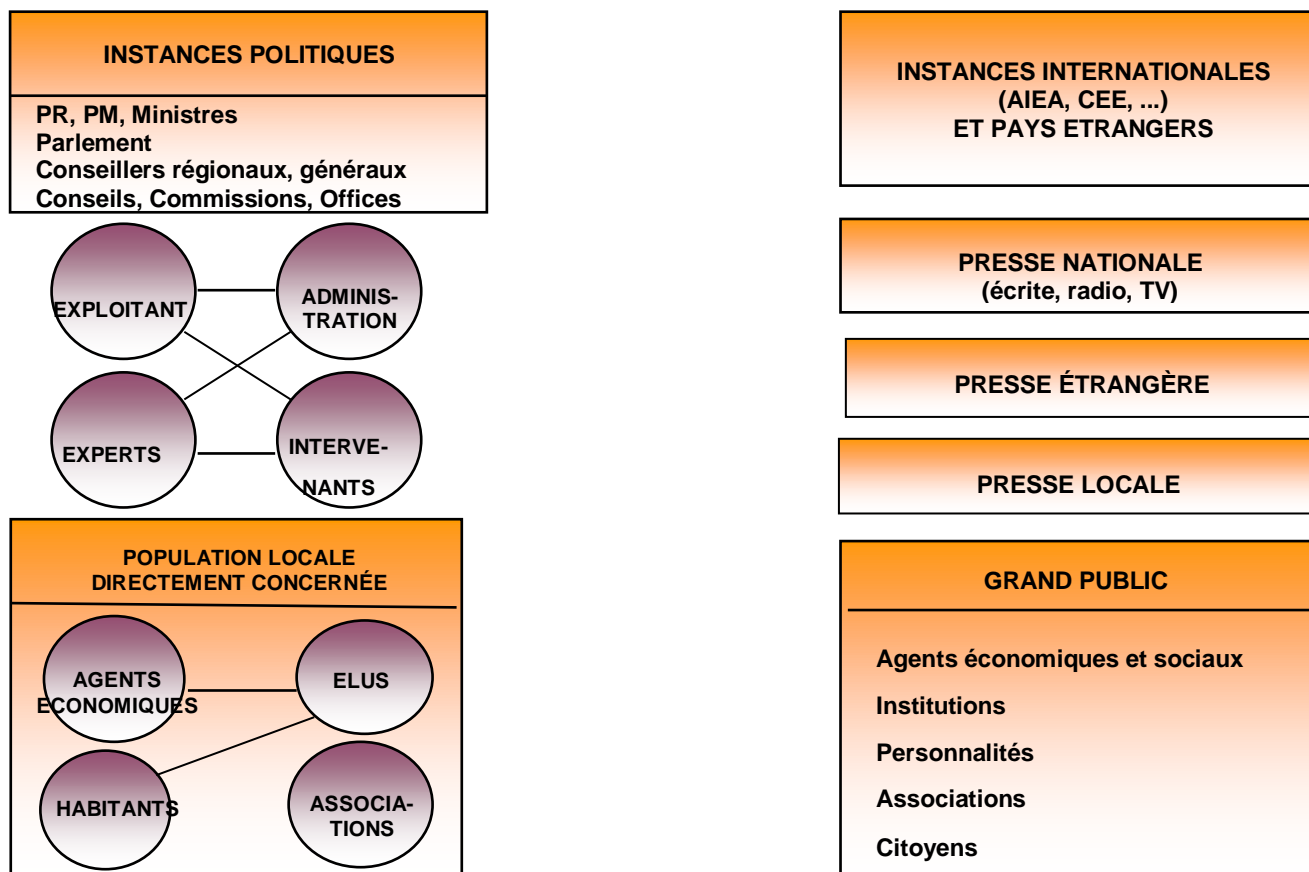 INSTANCES POLITIQUES
PR, PM, Ministres
Parlement
Conseillers régionaux, généraux
Conseils, Commissions, Offices
EXPLOITANT
ADMINIS-
TRATION
EXPERTS
INTERVE-
NANTS
POPULATION LOCALE
DIRECTEMENT CONCERNÉE
AGENTS
ECONOMIQUES
ELUS
HABITANTS
ASSOCIA-
TIONS
INSTANCES INTERNATIONALES
(AIEA, CEE, ...)
ET PAYS ETRANGERS
PRESSE NATIONALE
(écrite, radio, TV)
PRESSE ÉTRANGÈRE
PRESSE LOCALE
GRAND PUBLIC
Agents économiques et sociaux
Institutions
Personnalités
Associations
Citoyens